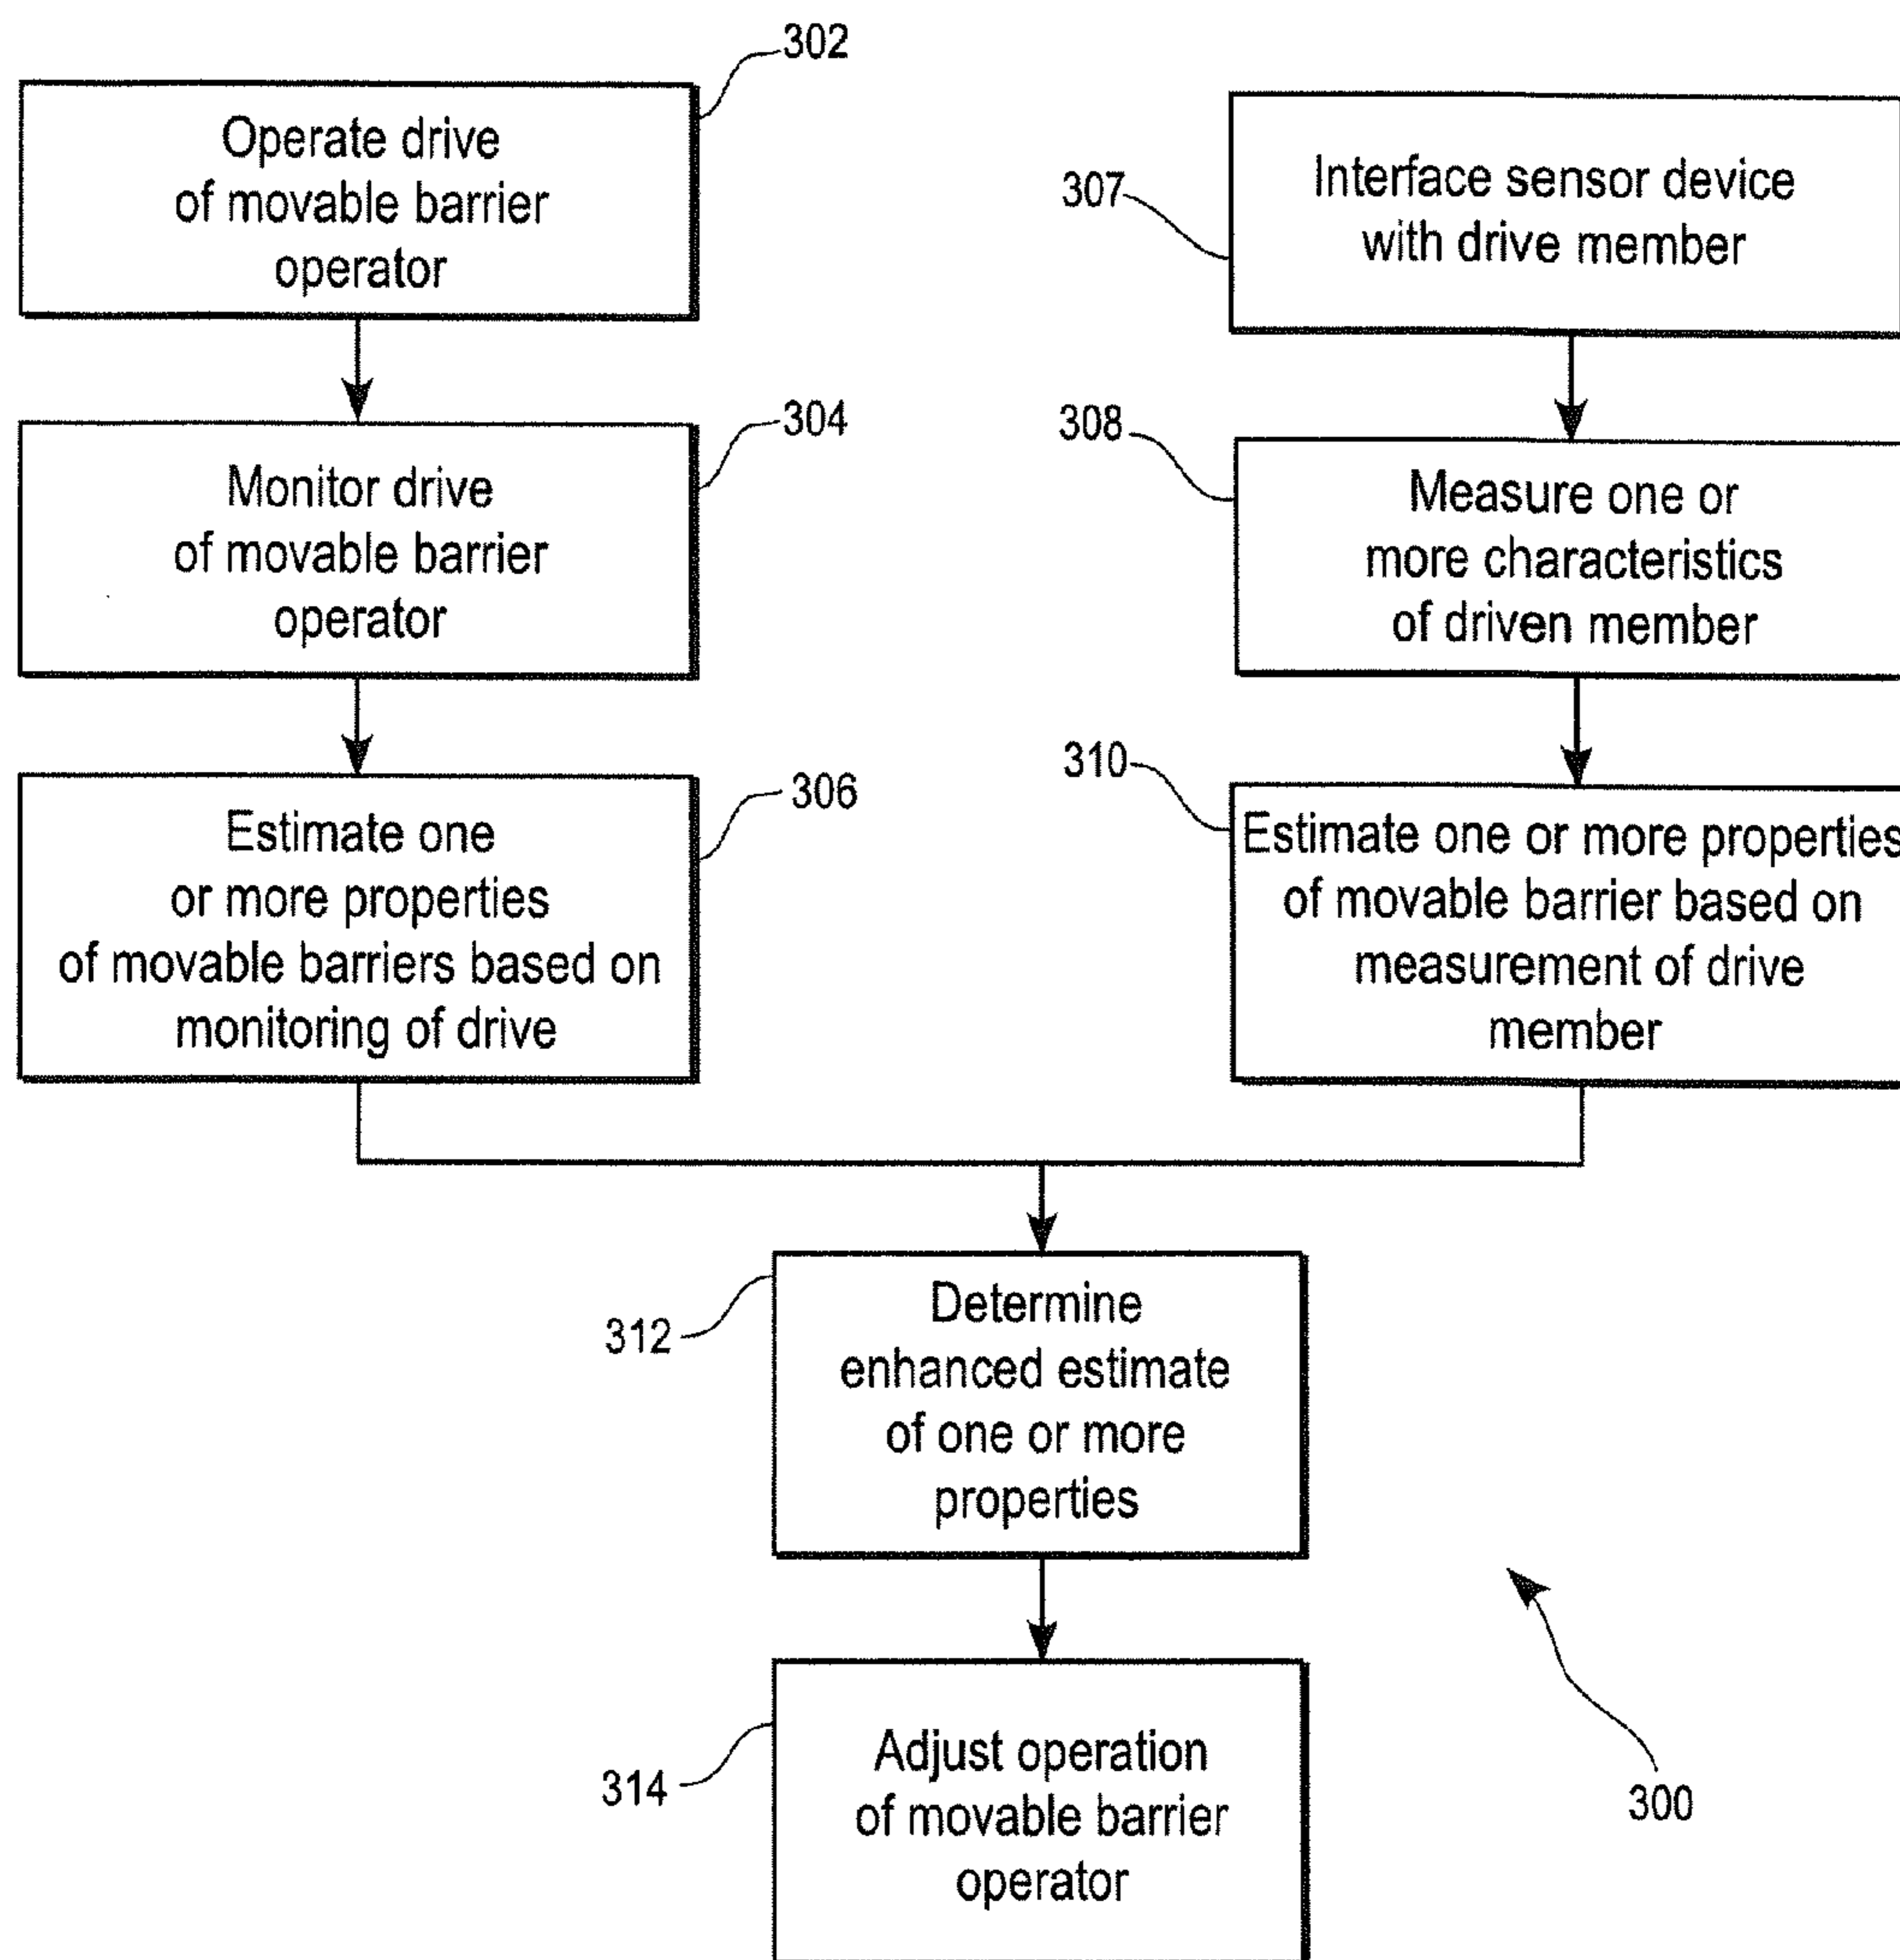 302
Operate drive
of movable barrier
operator
304
Monitor drive
of movable barrier
operator
306
Estimate one
or more properties
of movable barriers based on
monitoring of drive
307
Interface sensor device
with drive member
308
Measure one or
more characteristics
of driven member
310
Estimate one or more properties
of movable barrier based on
measurement of drive
member
312
Determine
enhanced estimate
of one or more
properties
314
Adjust operation
of movable barrier
operator
300